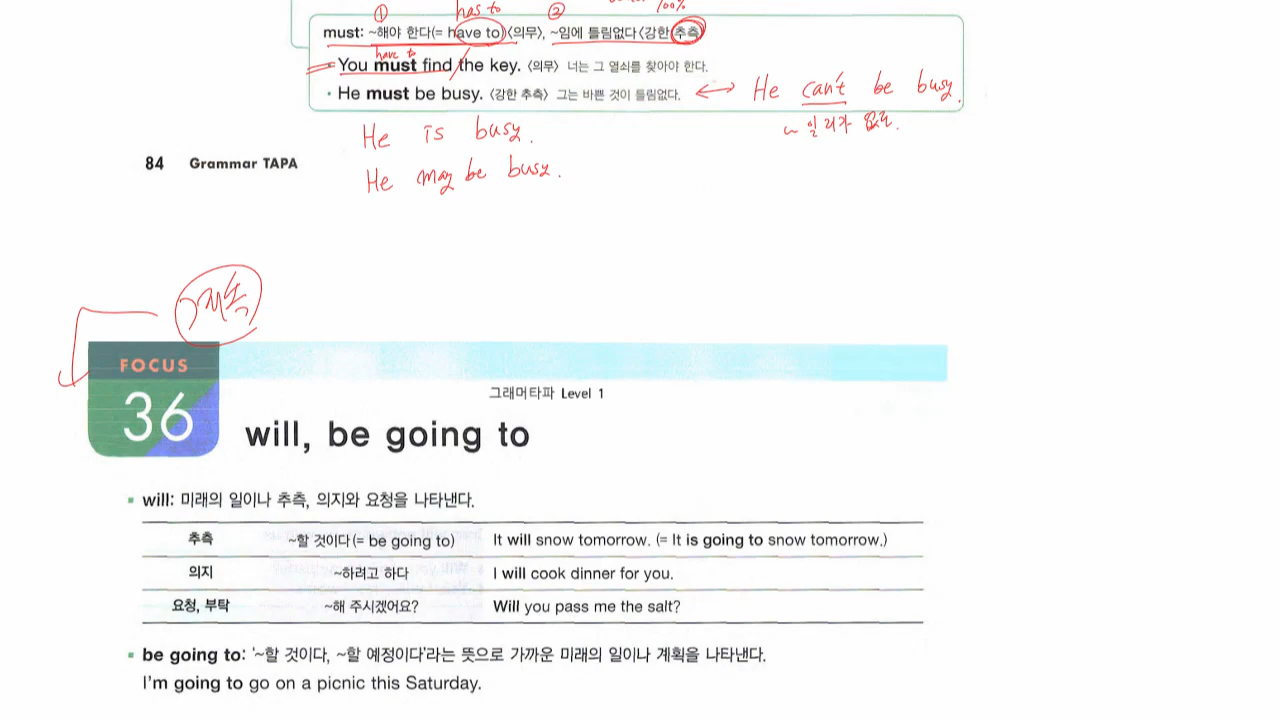 ① has to ② 100%
must: ~해야 한다(= have to)〈의무〉, ~임에 틀림없다〈강한 추측〉
have to
You must find the key. 〈의무〉 너는 그 열쇠를 찾아야 한다.
· He must be busy. 〈강한 추측〉 그는 바쁜 것이 틀림없다. ↔ He can't be busy.
~일 리가 없다.
He is busy.
84 Grammar TAPA
He may be busy.
FOCUS
36
그래머타파 Level 1
will, be going to
▪ will: 미래의 일이나 추측, 의지와 요청을 나타낸다.
추측 ~할 것이다(= be going to) It will snow tomorrow. (= It is going to snow tomorrow.)
의지 ~하려고 하다 I will cook dinner for you.
요청, 부탁 ~해 주시겠어요? Will you pass me the salt?
▪ be going to: '~할 것이다, ~할 예정이다'라는 뜻으로 가까운 미래의 일이나 계획을 나타낸다.
I'm going to go on a picnic this Saturday.